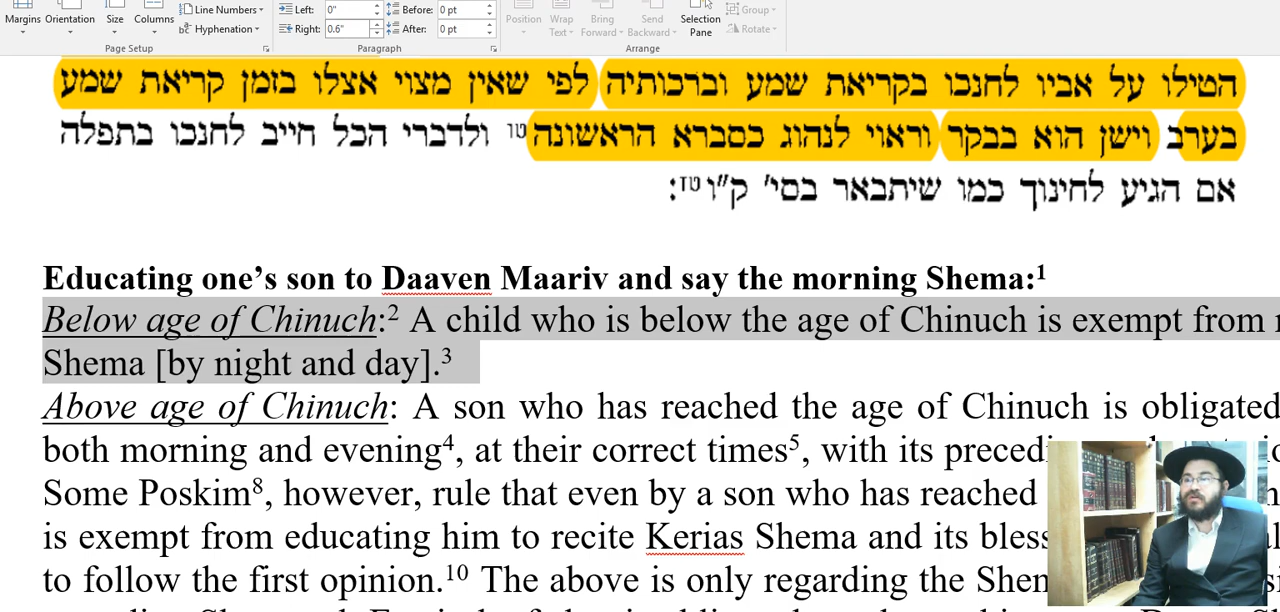 Margins Orientation Size Columns Line Numbers Hyphenation Left: 0" Right: 0.6" Before: 0 pt After: 0 pt Position Wrap Text Bring Forward Send Backward Selection Pane Group Rotate
Page Setup Paragraph Arrange
הטילו על אביו לחנכו בקריאת שמע וברכותיה לפי שאין מצוי אצלו בזמן קריאת שמע
בערב וישן הוא בבקר וראוי לנהוג כסברא הראשונה טו ולדברי הכל חייב לחנכו בתפלה
אם הגיע לחינוך כמו שיתבאר בסי' ק"ו טז:
Educating one’s son to Daaven Maariv and say the morning Shema:1
Below age of Chinuch:2 A child who is below the age of Chinuch is exempt from
Shema [by night and day].3
Above age of Chinuch: A son who has reached the age of Chinuch is obligated
both morning and evening4, at their correct times5, with its
Some Poskim8, however, rule that even by a son who has reached
is exempt from educating him to recite Kerias Shema and its
to follow the first opinion.10 The above is only regarding the